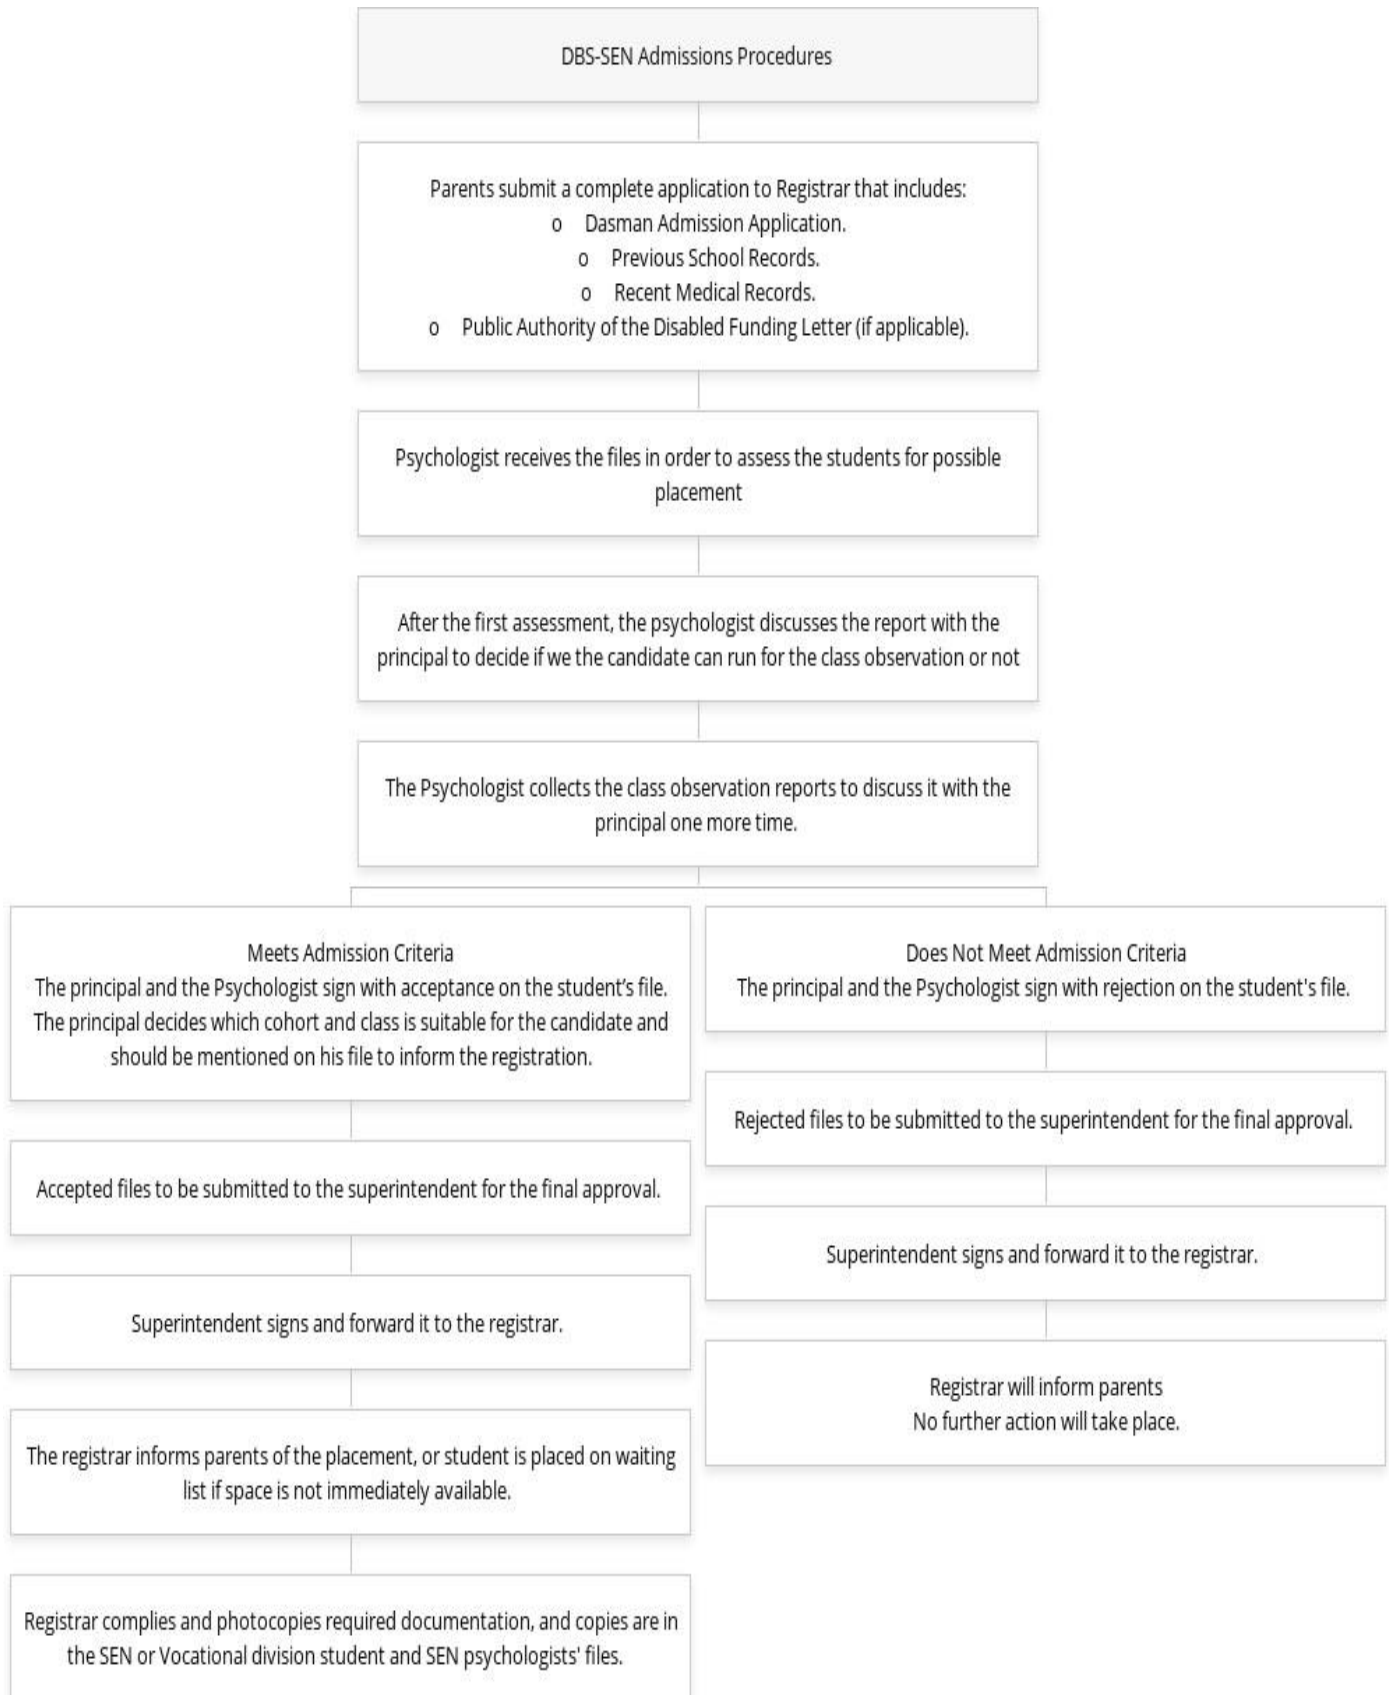 DBS-SEN Admissions Procedures
Parents submit a complete application to Registrar that includes:
o Dasman Admission Application.
o Previous School Records.
o Recent Medical Records.
o Public Authority of the Disabled Funding Letter (if applicable).
Psychologist receives the files in order to assess the students for possible
placement
After the first assessment, the psychologist discusses the report with the
principal to decide if we the candidate can run for the class observation or not
The Psychologist collects the class observation reports to discuss it with the
principal one more time.
Meets Admission Criteria
The principal and the Psychologist sign with acceptance on the student’s file.
The principal decides which cohort and class is suitable for the candidate and
should be mentioned on his file to inform the registration.
Accepted files to be submitted to the superintendent for the final approval.
Superintendent signs and forward it to the registrar.
The registrar informs parents of the placement, or student is placed on waiting
list if space is not immediately available.
Registrar complies and photocopies required documentation, and copies are in
the SEN or Vocational division student and SEN psychologists' files.
Does Not Meet Admission Criteria
The principal and the Psychologist sign with rejection on the student's file.
Rejected files to be submitted to the superintendent for the final approval.
Superintendent signs and forward it to the registrar.
Registrar will inform parents
No further action will take place.